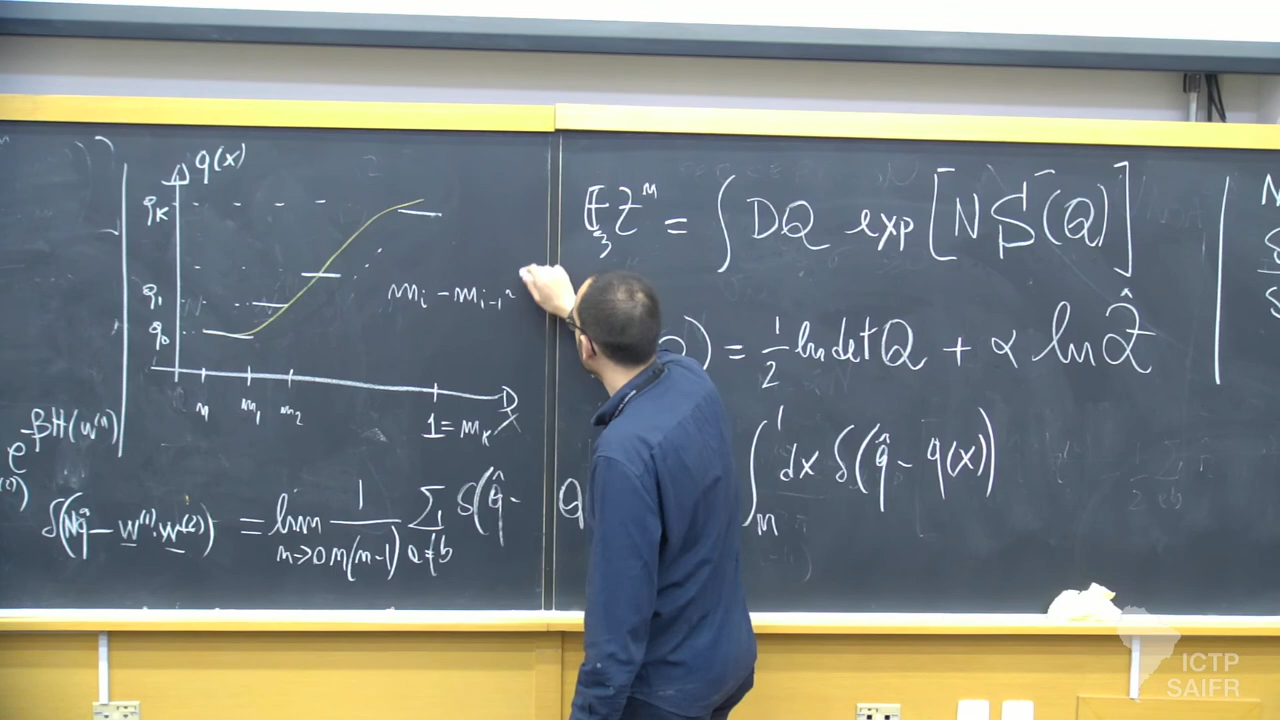 q(x)
q_K
q_1
q_0
n m_1 m_2
1 = m_K x
m_i - m_{i-1}
e^{-βH(w^{(1)})}
δ(Nq̂ - w^{(1)}·w^{(2)}) = lim_{n→0} 1/(n(n-1)) Σ_{a≠b} δ(q̂ - Q
E_ξ Z^n = ∫ DQ exp[N S(Q)]
Q) = 1/2 ln det Q + α ln Ẑ
∫_n^1 dx δ(q̂ - q(x))
ICTP
SAIFR